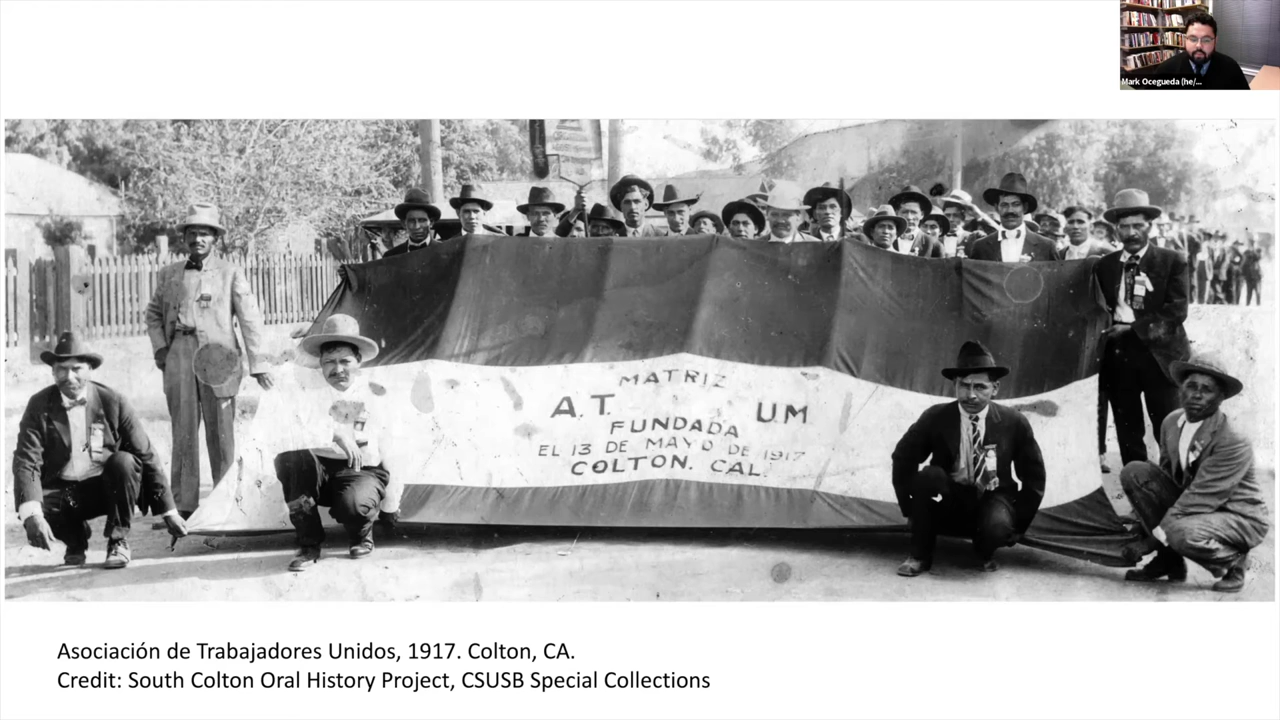 Mark Ocegueda (he/...
MATRIZ
A.T. U.M
FUNDADA
EL 13 DE MAYO DE 1917
COLTON. CAL.
Asociación de Trabajadores Unidos, 1917. Colton, CA.
Credit: South Colton Oral History Project, CSUSB Special Collections